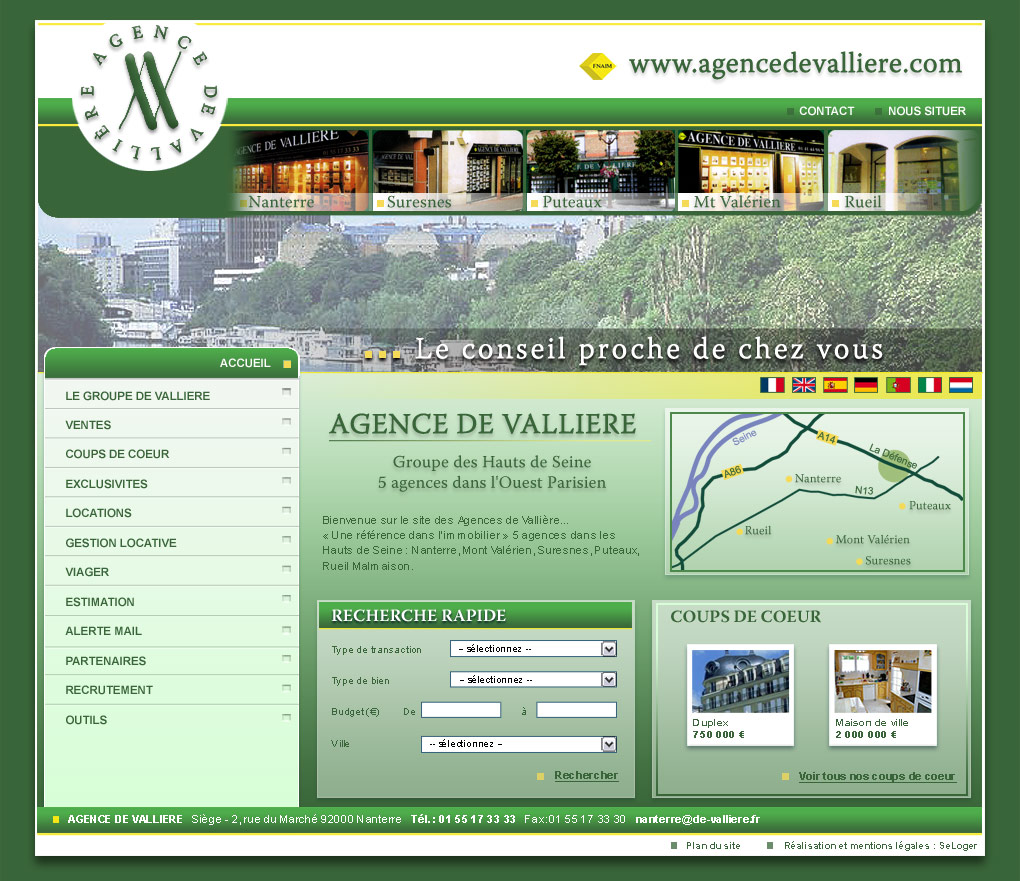 AGENCE DE VALLIÈRE
FNAIM
www.agencedevalliere.com
CONTACT
NOUS SITUER
AGENCE DE VALLIERE
AGENCE DE VALLIERE
Nanterre
Suresnes
Puteaux
Mt Valérien
Rueil
... Le conseil proche de chez vous
ACCUEIL
LE GROUPE DE VALLIERE
VENTES
COUPS DE COEUR
EXCLUSIVITES
LOCATIONS
GESTION LOCATIVE
VIAGER
ESTIMATION
ALERTE MAIL
PARTENAIRES
RECRUTEMENT
OUTILS
AGENCE DE VALLIERE
Groupe des Hauts de Seine
5 agences dans l'Ouest Parisien
Bienvenue sur le site des Agences de Vallière...
« Une référence dans l'immobilier » 5 agences dans les
Hauts de Seine : Nanterre, Mont Valérien, Suresnes, Puteaux,
Rueil Malmaison.
Seine
A14
La Défense
A86
Nanterre
N13
Puteaux
Rueil
Mont Valérien
Suresnes
RECHERCHE RAPIDE
Type de transaction
-- sélectionnez --
Type de bien
-- sélectionnez --
Budget (€) De à
Ville
-- sélectionnez --
Rechercher
COUPS DE COEUR
Duplex
750 000 €
Maison de ville
2 000 000 €
Voir tous nos coups de coeur
AGENCE DE VALLIERE Siège - 2, rue du Marché 92000 Nanterre Tél. : 01 55 17 33 33 Fax:01 55 17 33 30 nanterre@de-valliere.fr
Plan du site
Réalisation et mentions légales : SeLoger